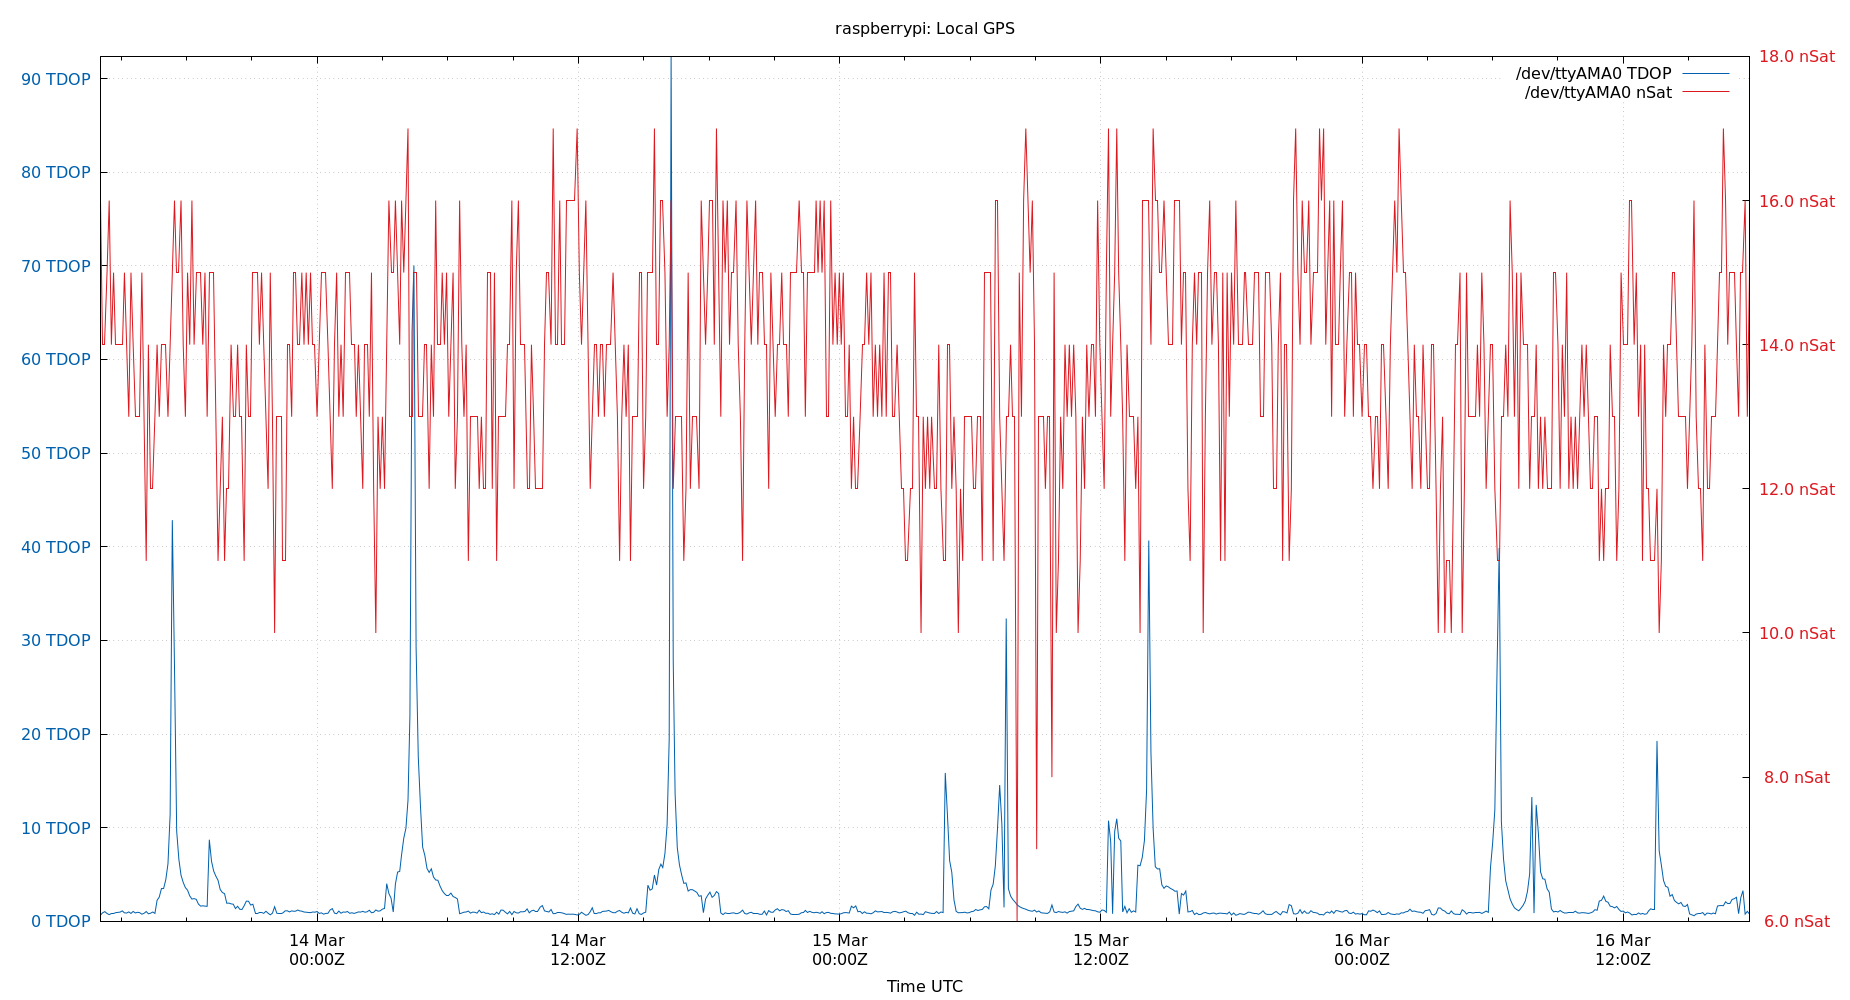 raspberrypi: Local GPS
/dev/ttyAMA0 TDOP
/dev/ttyAMA0 nSat
90 TDOP
80 TDOP
70 TDOP
60 TDOP
50 TDOP
40 TDOP
30 TDOP
20 TDOP
10 TDOP
0 TDOP
18.0 nSat
16.0 nSat
14.0 nSat
12.0 nSat
10.0 nSat
8.0 nSat
6.0 nSat
14 Mar
00:00Z
14 Mar
12:00Z
15 Mar
00:00Z
15 Mar
12:00Z
16 Mar
00:00Z
16 Mar
12:00Z
Time UTC